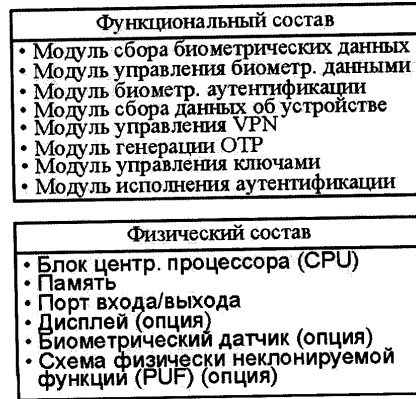 Функциональный состав
• Модуль сбора биометрических данных
• Модуль управления биометр. данными
• Модуль биометр. аутентификации
• Модуль сбора данных об устройстве
• Модуль управления VPN
• Модуль генерации OTP
• Модуль управления ключами
• Модуль исполнения аутентификации
Физический состав
• Блок центр. процессора (CPU)
• Память
• Порт входа/выхода
• Дисплей (опция)
• Биометрический датчик (опция)
• Схема физически неклонируемой
функции (PUF) (опция)